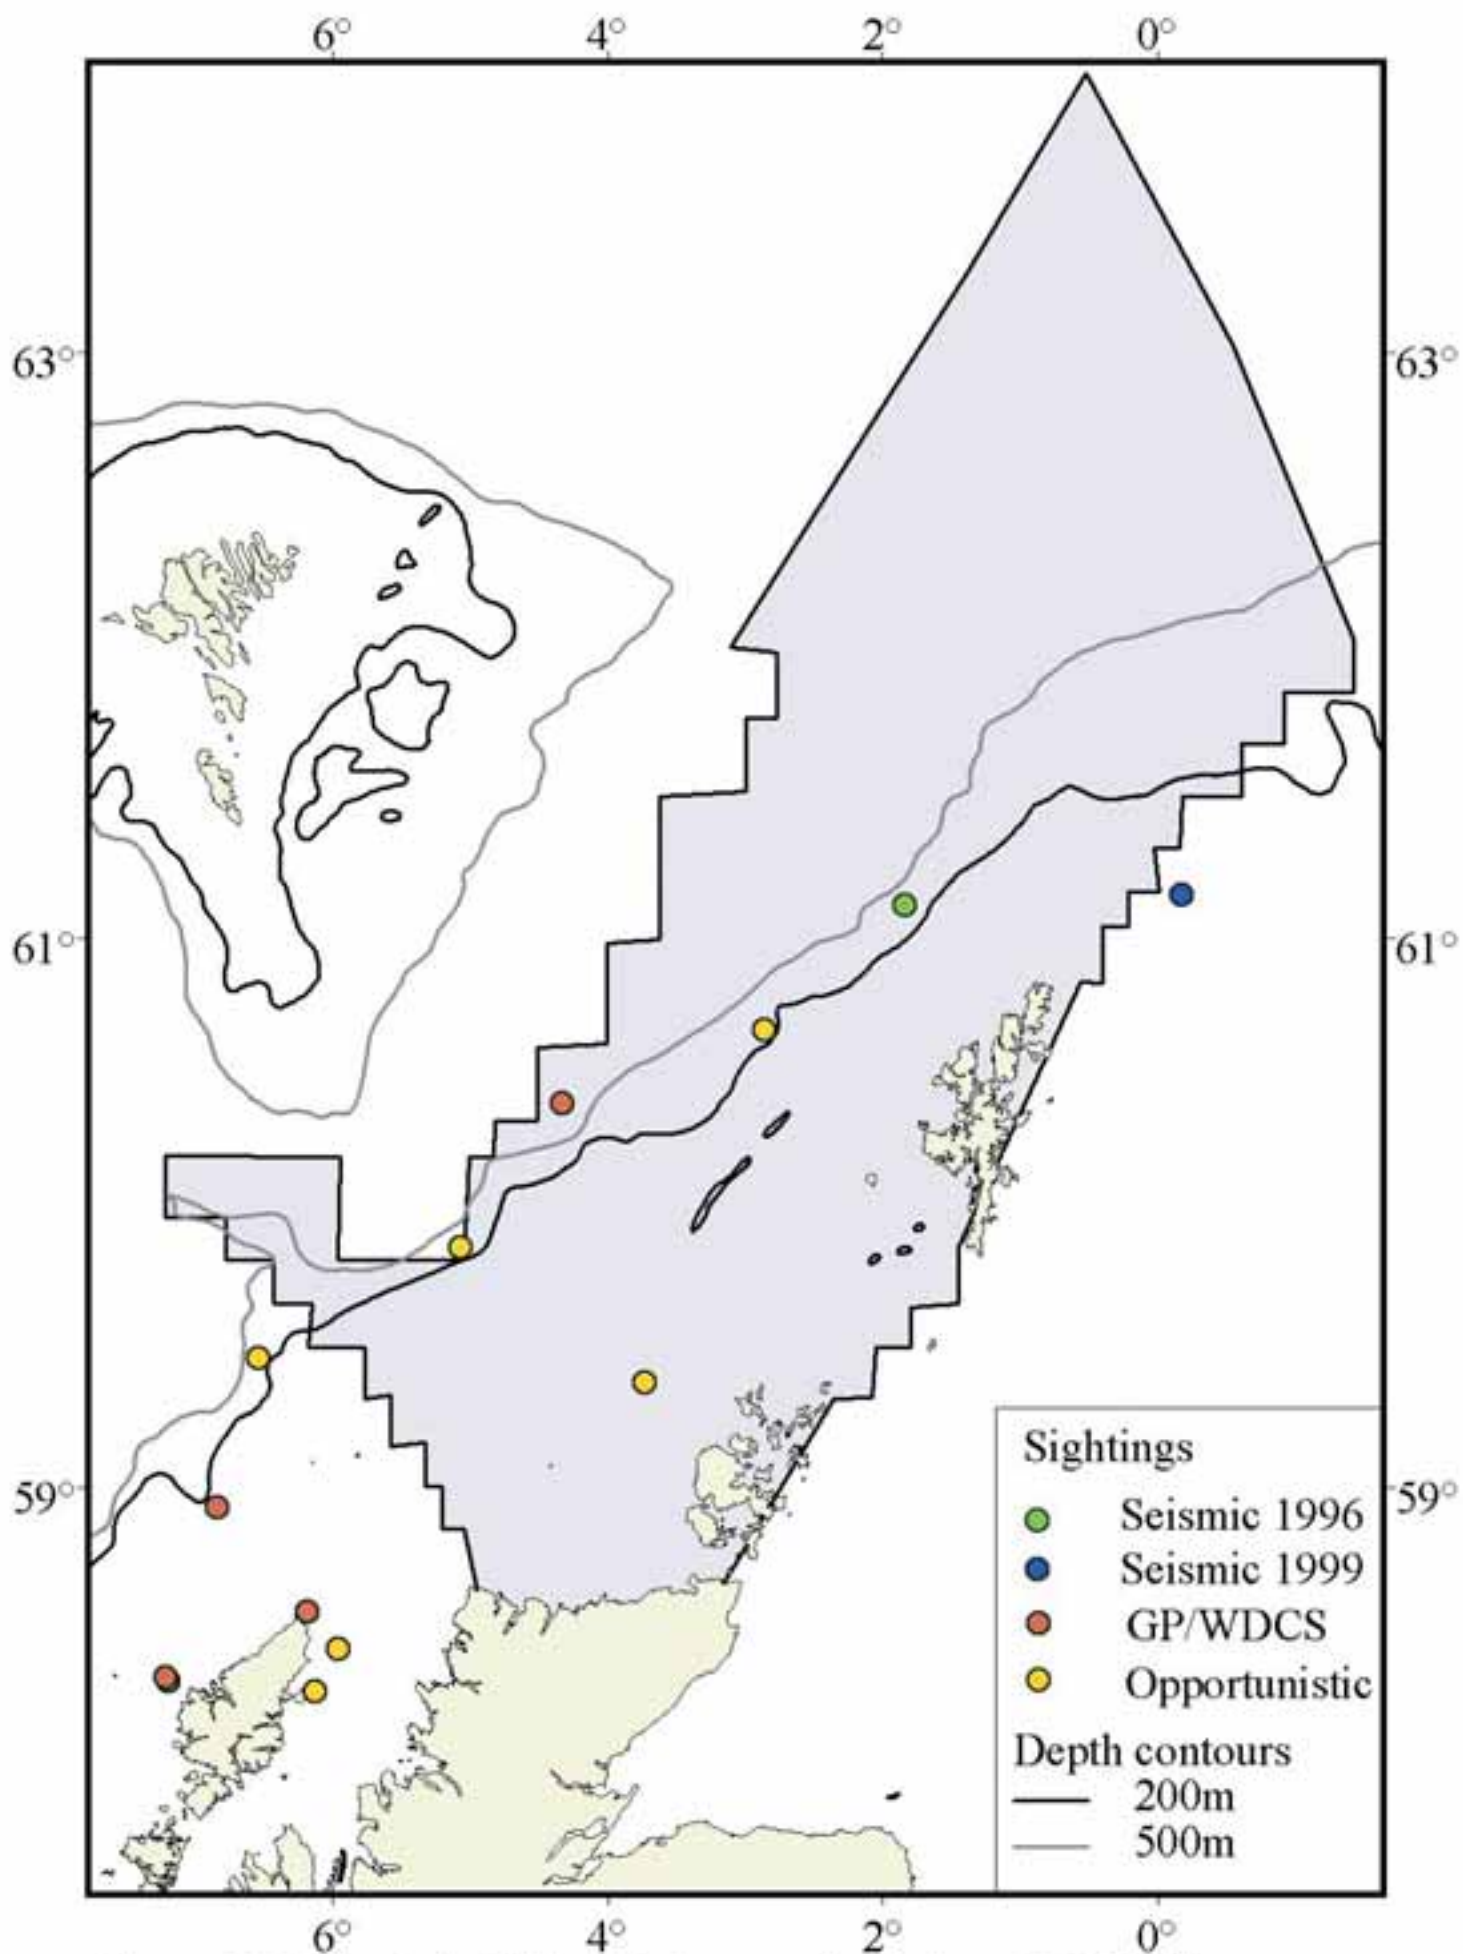 6° 4° 2° 0°
63° 63°
61° 61°
59° 59°
Sightings
Seismic 1996
Seismic 1999
GP/WDCS
Opportunistic
Depth contours
200m
500m
6° 4° 2° 0°